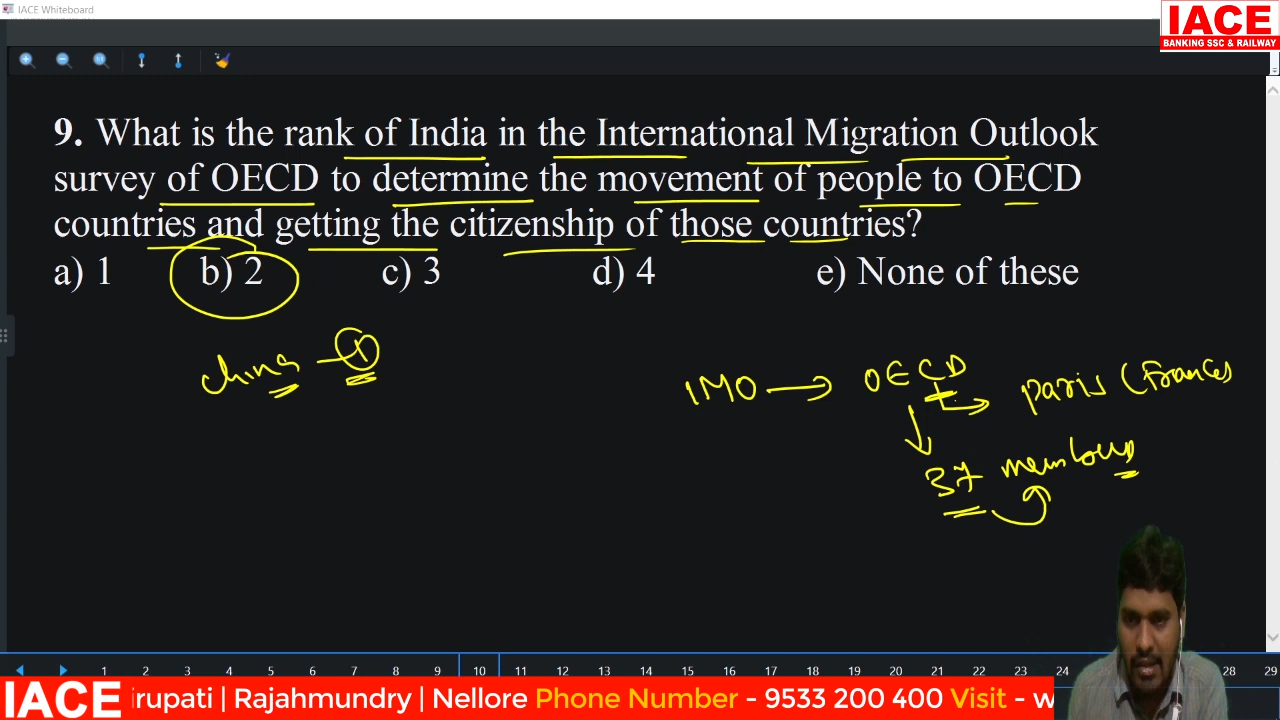 IACE Whiteboard
IACE
BANKING SSC & RAILWAY
9. What is the rank of India in the International Migration Outlook
survey of OECD to determine the movement of people to OECD
countries and getting the citizenship of those countries?
a) 1 b) 2 c) 3 d) 4 e) None of these
China - 1
IMO → OECD → Paris (France)
37 members
1 2 3 4 5 6 7 8 9 10 11 12 13 14 15 16 17 18 19 20 21 22 23 24 28 29
IACE irupati | Rajahmundry | Nellore Phone Number - 9533 200 400 Visit - w